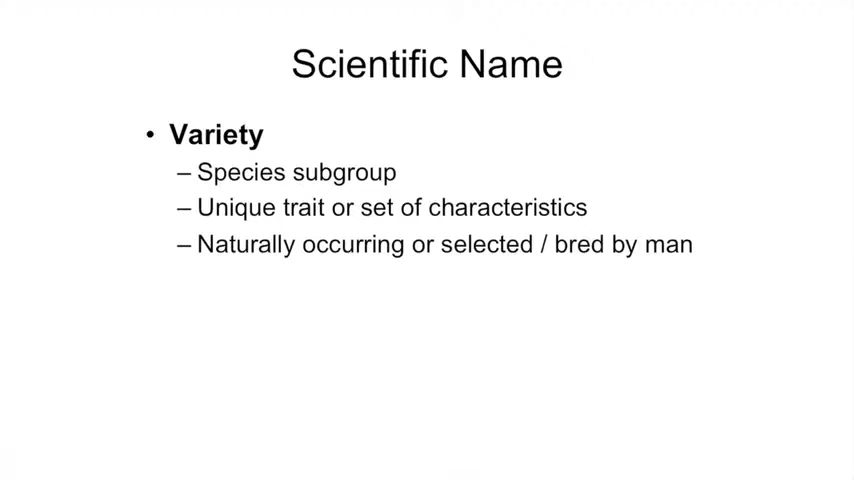 Scientific Name
• Variety
– Species subgroup
– Unique trait or set of characteristics
– Naturally occurring or selected / bred by man